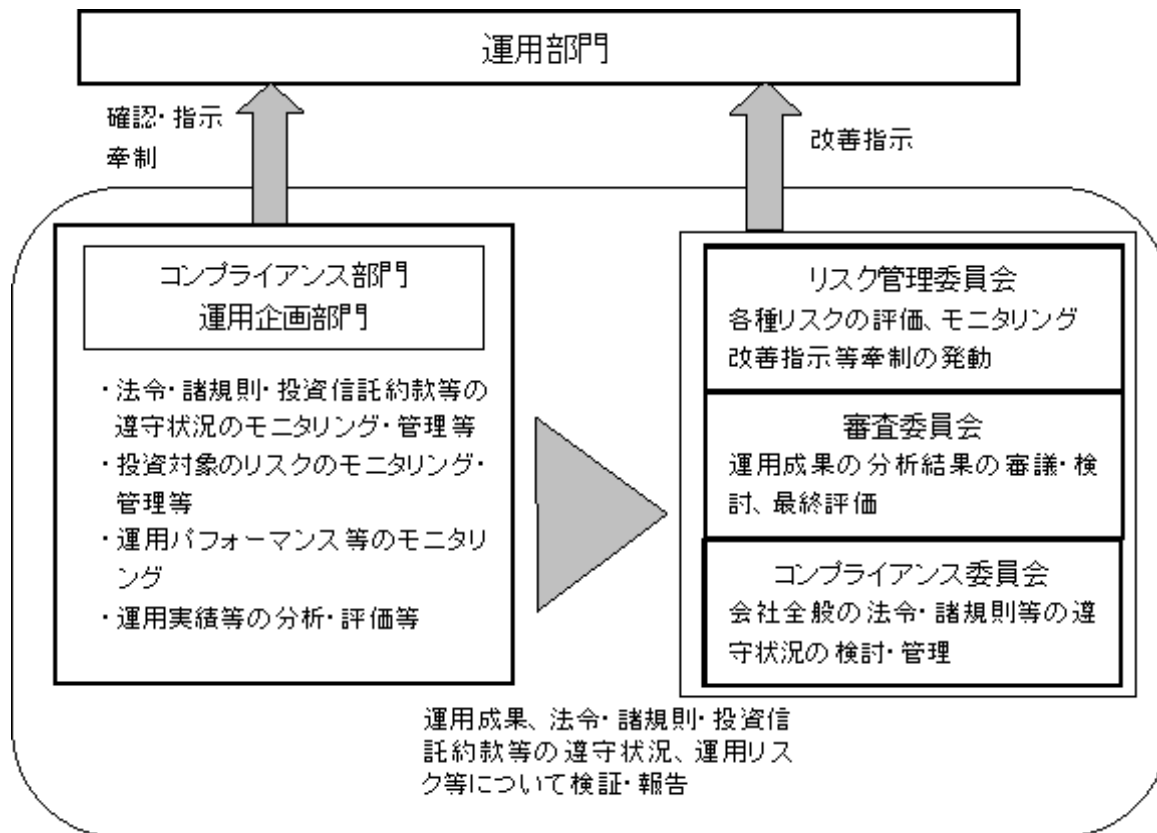 運用部門
確認・指示
牽制
改善指示
コンプライアンス部門
運用企画部門
・法令・諸規則・投資信託約款等の
遵守状況のモニタリング・管理等
・投資対象のリスクのモニタリング・
管理等
・運用パフォーマンス等のモニタリ
ング
・運用実績等の分析・評価等
リスク管理委員会
各種リスクの評価、モニタリング
改善指示等牽制の発動
審査委員会
運用成果の分析結果の審議・検
討、最終評価
コンプライアンス委員会
会社全般の法令・諸規則等の遵
守状況の検討・管理
運用成果、法令・諸規則・投資信
託約款等の遵守状況、運用リス
ク等について検証・報告